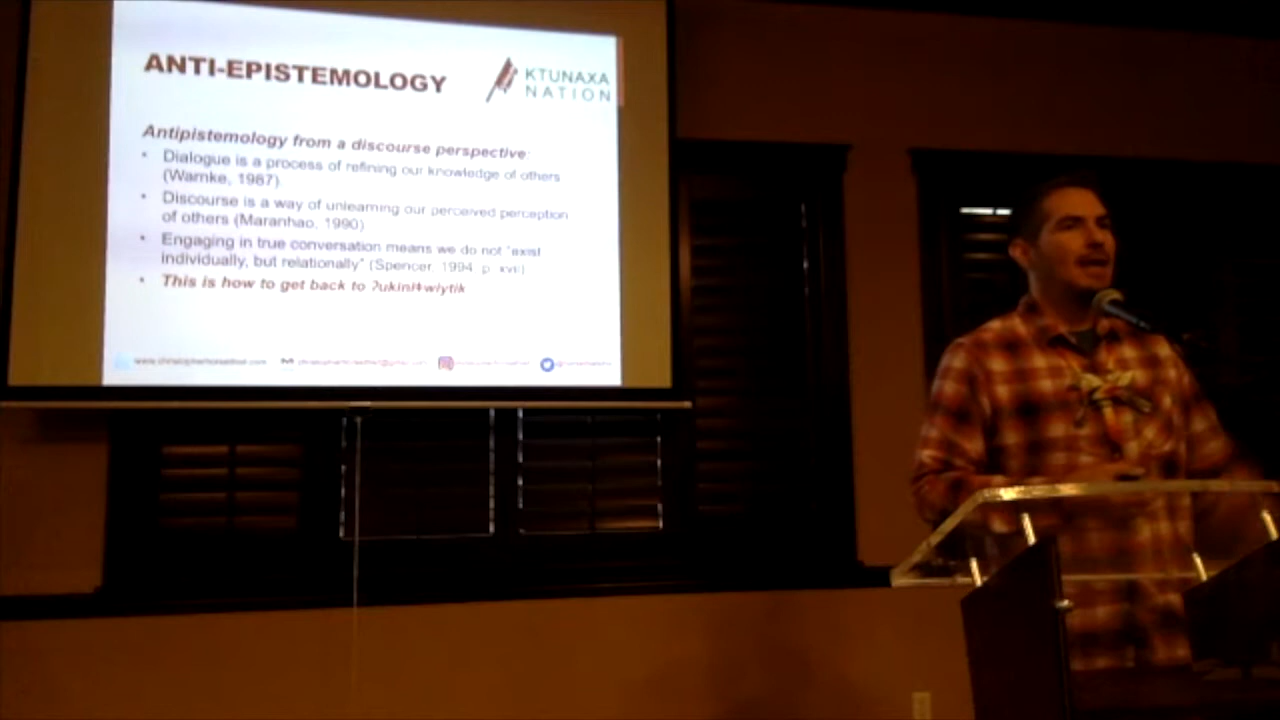 ANTI-EPISTEMOLOGY
KTUNAXA
NATION
Antipistemology from a discourse perspective:
• Dialogue is a process of refining our knowledge of others
(Warnke, 1987)
• Discourse is a way of unlearning our perceived perception
of others (Maranhao, 1990)
• Engaging in true conversation means we do not "exist
individually, but relationally" (Spencer, 1994, p. xvii)
• This is how to get back to ʔukiniǂwiytik